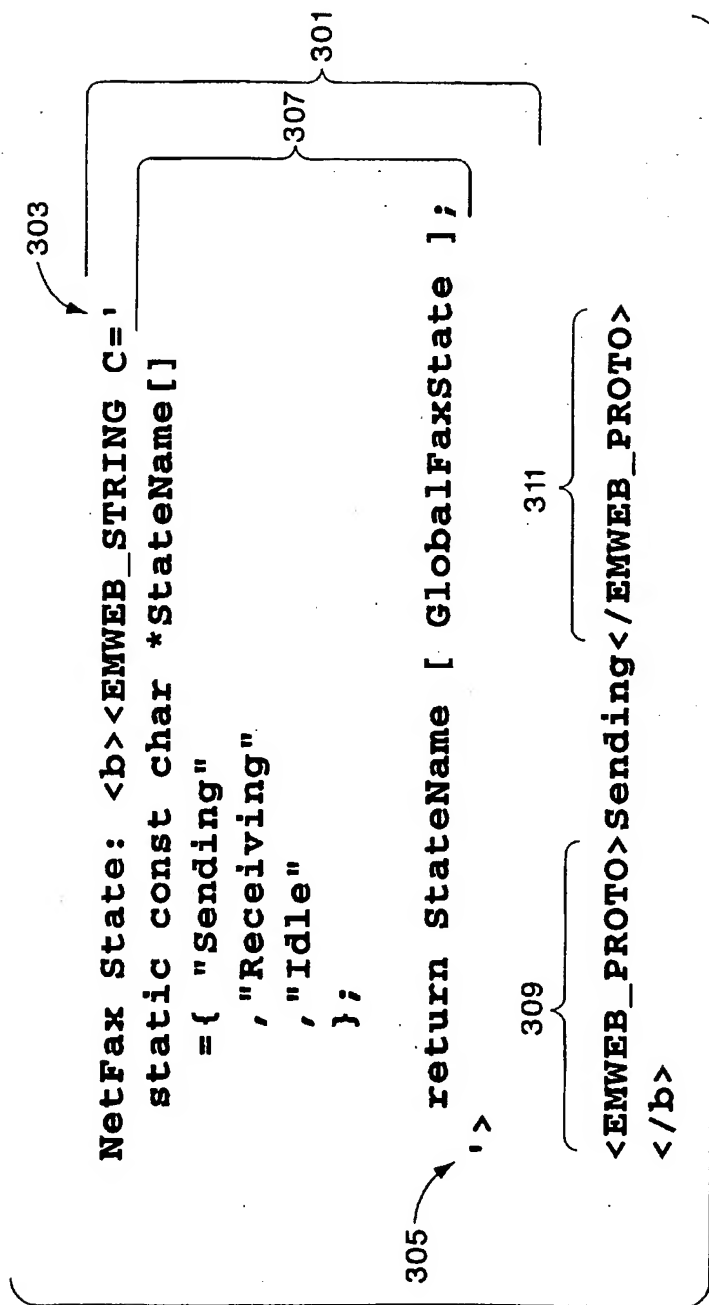 303
NetFax State: <b><EMWEB_STRING C='
static const char *StateName[]
={ "Sending"
,"Receiving"
,"Idle"
};
return StateName [ GlobalFaxState ];
'>
307
301
305
309
311
<EMWEB_PROTO>Sending</EMWEB_PROTO>
</b>